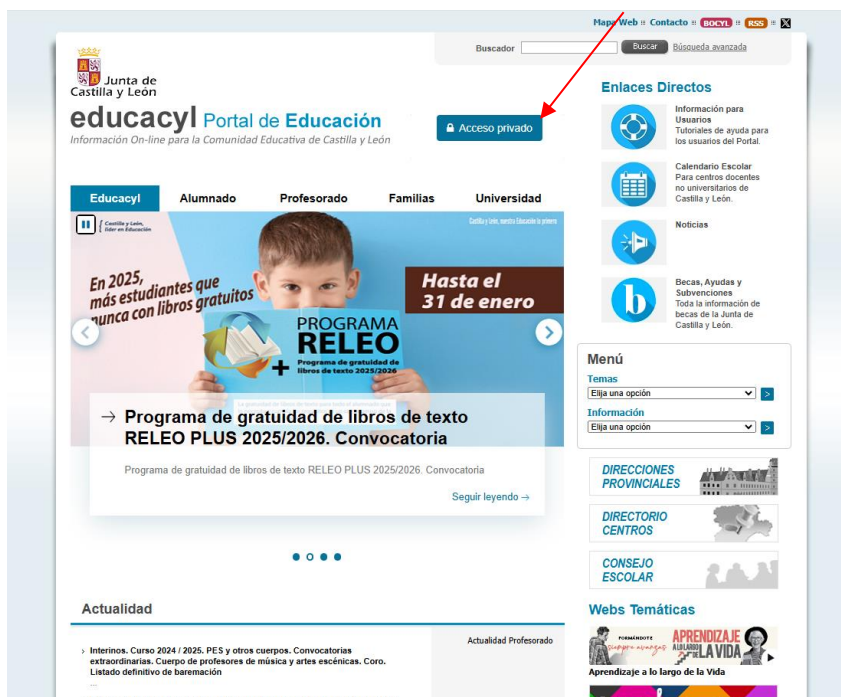 Mapa Web :: Contacto :: BOCYL :: RSS :: X
Buscador
Buscar
Búsqueda avanzada
Junta de
Castilla y León
educacyl Portal de Educación
Información On-line para la Comunidad Educativa de Castilla y León
Acceso privado
Educacyl Alumnado Profesorado Familias Universidad
Castilla y León,
líder en Educación
Castilla y León, nuestra Educación la primera
En 2025,
más estudiantes que
nunca con libros gratuitos
Hasta el
31 de enero
PROGRAMA
RELEO
+ Programa de gratuidad de
libros de texto 2025/2026
→ Programa de gratuidad de libros de texto
RELEO PLUS 2025/2026. Convocatoria
Programa de gratuidad de libros de texto RELEO PLUS 2025/2026. Convocatoria
Seguir leyendo →
Actualidad
› Interinos. Curso 2024 / 2025. PES y otros cuerpos. Convocatorias
extraordinarias. Cuerpo de profesores de música y artes escénicas. Coro.
Listado definitivo de baremación
...
Actualidad Profesorado
Enlaces Directos
Información para
Usuarios
Tutoriales de ayuda para
los usuarios del Portal.
Calendario Escolar
Para centros docentes
no universitarios de
Castilla y León.
Noticias
b
Becas, Ayudas y
Subvenciones
Toda la información de
becas de la Junta de
Castilla y León.
Menú
Temas
Elija una opción
>
Información
Elija una opción
>
DIRECCIONES
PROVINCIALES
DIRECTORIO
CENTROS
CONSEJO
ESCOLAR
Webs Temáticas
FORMÁNDOTE
siempre avanzas
APRENDIZAJE
A LO LARGO
DE LA VIDA
Aprendizaje a lo largo de la Vida